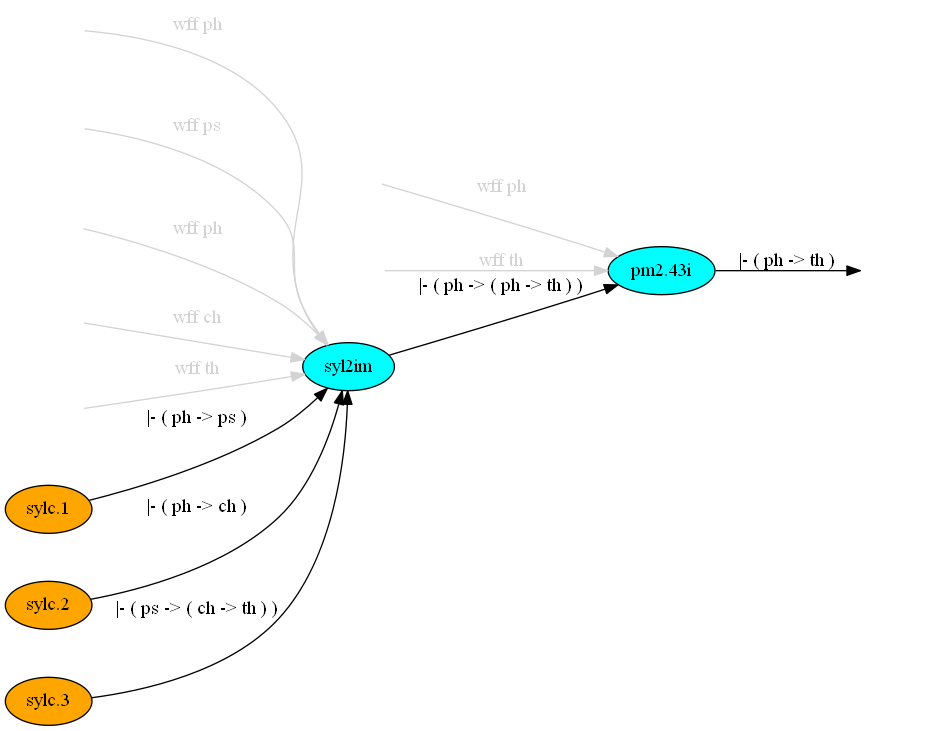 wff ph
wff ps
wff ph
wff ph
wff th
|- ( ph -> th )
pm2.43i
|- ( ph -> ( ph -> th ) )
wff ch
wff th
syl2im
|- ( ph -> ps )
sylc.1
|- ( ph -> ch )
sylc.2
|- ( ps -> ( ch -> th ) )
sylc.3